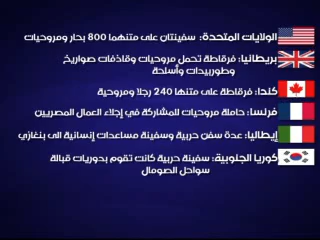 الولايات المتحدة: سفينتان على متنهما 800 بحار ومروحيات
بريطانيا: فرقاطة تحمل مروحيات وقاذفات صواريخ
وطوربيدات وأسلحة
كندا: فرقاطة على متنها 240 رجلا ومروحية
فرنسا: حاملة مروحيات للمشاركة في إجلاء العمال المصريين
إيطاليا: عدة سفن حربية وسفينة مساعدات إنسانية الى بنغازي
كوريا الجنوبية: سفينة حربية كانت تقوم بدوريات قبالة
سواحل الصومال